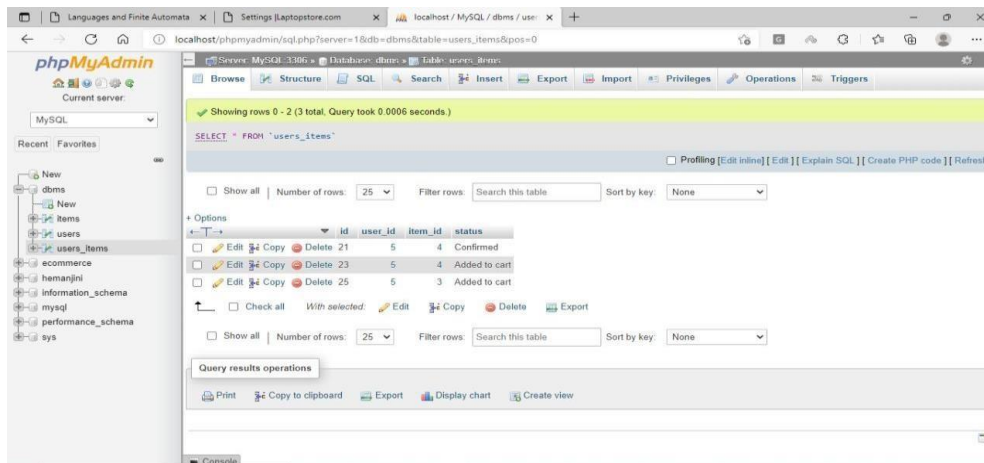 Languages and Finite Automata
Settings |Laptopstore.com
localhost / MySQL / dbms / user
localhost/phpmyadmin/sql.php?server=1&db=dbms&table=users_items&pos=0
phpMyAdmin
Current server:
MySQL
Recent Favorites
New
dbms
New
items
users
users_items
ecommerce
hemanjini
information_schema
mysql
performance_schema
sys
Server: MySQL:3306 » Database: dbms » Table: users_items
Browse Structure SQL Search Insert Export Import Privileges Operations Triggers
Showing rows 0 - 2 (3 total, Query took 0.0006 seconds.)
SELECT * FROM `users_items`
Profiling [Edit inline] [ Edit ] [ Explain SQL ] [ Create PHP code ] [ Refresh
Show all | Number of rows: 25 Filter rows: Search this table Sort by key: None
+ Options
id user_id item_id status
Edit Copy Delete 21 5 4 Confirmed
Edit Copy Delete 23 5 4 Added to cart
Edit Copy Delete 25 5 3 Added to cart
Check all With selected: Edit Copy Delete Export
Show all | Number of rows: 25 Filter rows: Search this table Sort by key: None
Query results operations
Print Copy to clipboard Export Display chart Create view
Console